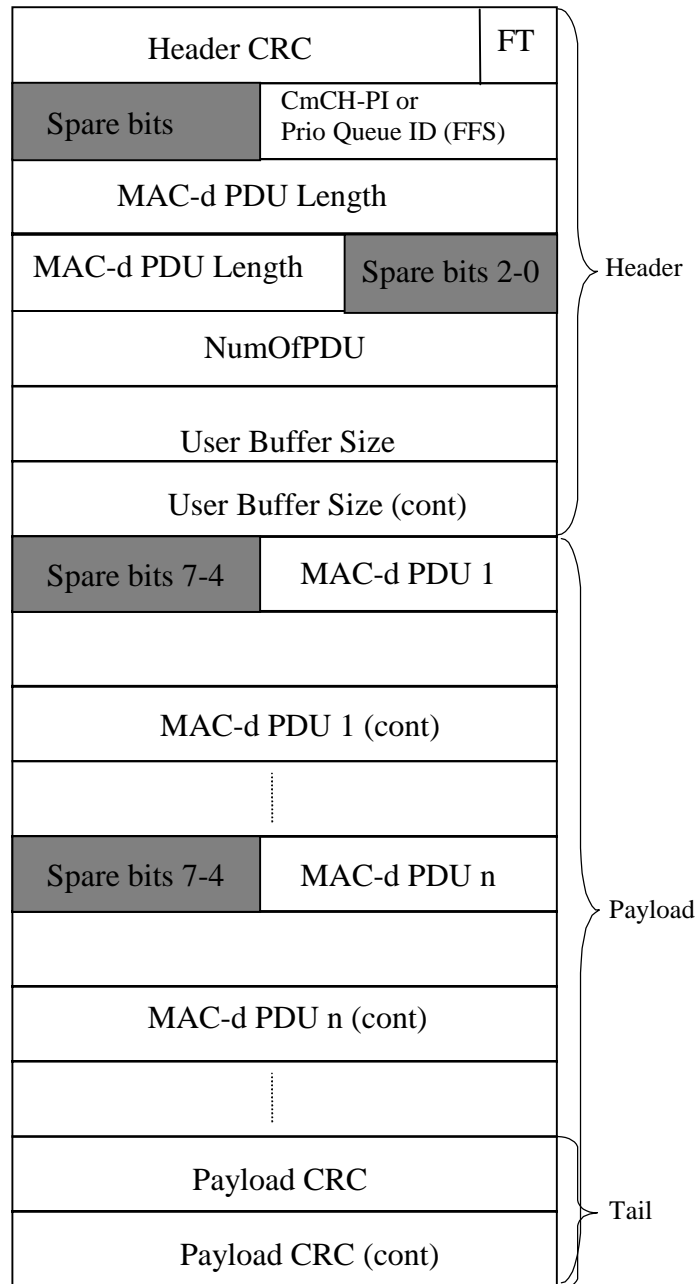 Header CRC FT
Spare bits CmCH-PI or
Prio Queue ID (FFS)
MAC-d PDU Length
MAC-d PDU Length Spare bits 2-0
Header
NumOfPDU
User Buffer Size
User Buffer Size (cont)
Spare bits 7-4 MAC-d PDU 1
MAC-d PDU 1 (cont)
Spare bits 7-4 MAC-d PDU n
Payload
MAC-d PDU n (cont)
Payload CRC
Tail
Payload CRC (cont)